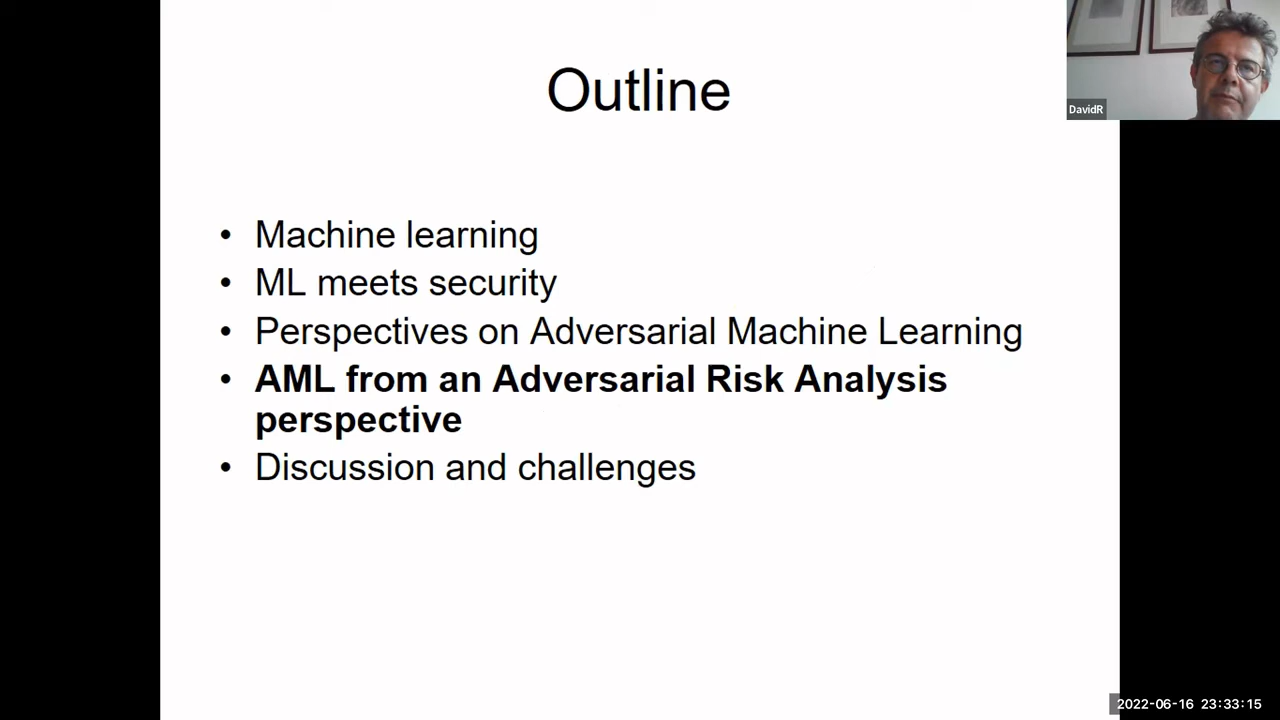 Outline
DavidR
• Machine learning
• ML meets security
• Perspectives on Adversarial Machine Learning
• AML from an Adversarial Risk Analysis
perspective
• Discussion and challenges
2022-06-16 23:33:15